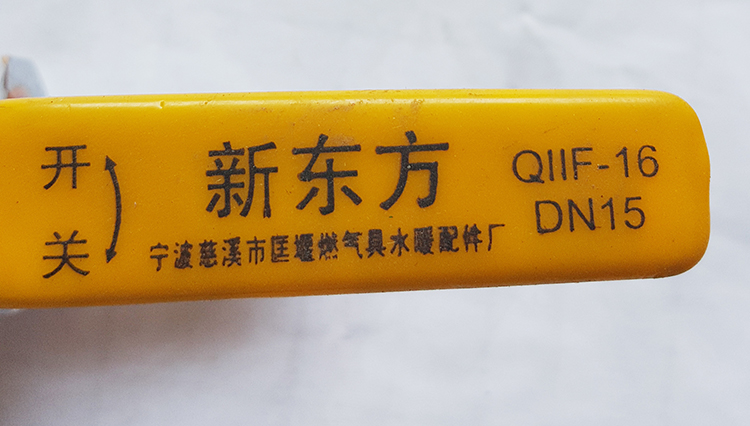 开
关
新东方
宁波慈溪市匡堰燃气具水暖配件厂
QIIF-16
DN15